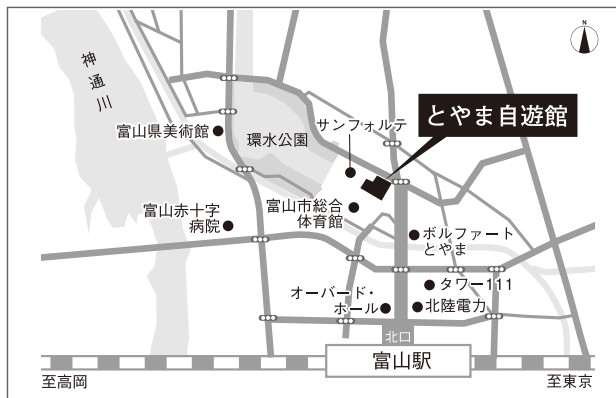 N
神通川
とやま自遊館
サンフォルテ
富山県美術館
環水公園
富山市総合
体育館
富山赤十字
病院
ボルファート
とやま
タワー111
オーバード・
ホール
北陸電力
北口
富山駅
至高岡
至東京